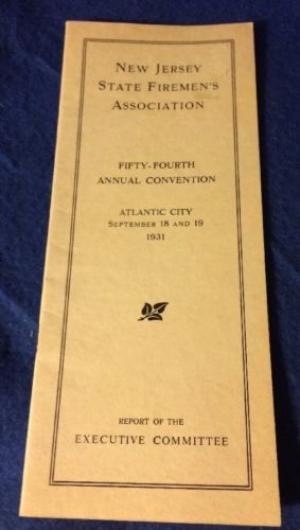 NEW JERSEY
STATE FIREMEN'S
ASSOCIATION
FIFTY-FOURTH
ANNUAL CONVENTION
ATLANTIC CITY
SEPTEMBER 18 AND 19
1931
REPORT OF THE
EXECUTIVE COMMITTEE